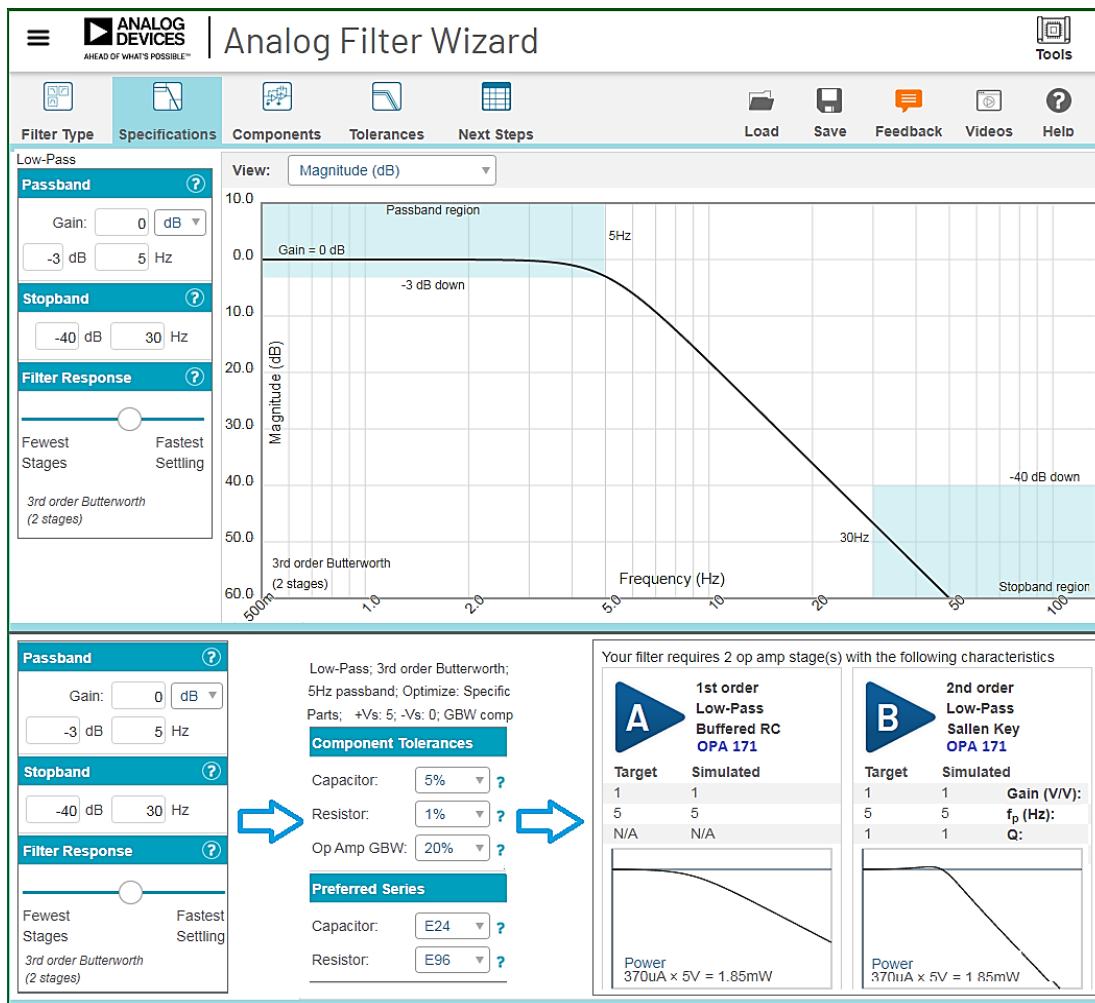 ANALOG
DEVICES
AHEAD OF WHAT'S POSSIBLE™
Analog Filter Wizard
Tools
Filter Type
Specifications
Components
Tolerances
Next Steps
Load
Save
Feedback
Videos
Help
Low-Pass
Passband ?
Gain: 0 dB
-3 dB 5 Hz
Stopband ?
-40 dB 30 Hz
Filter Response ?
Fewest Stages
Fastest Settling
3rd order Butterworth
(2 stages)
View: Magnitude (dB)
10.0
0.0
10.0
20.0
30.0
40.0
50.0
60.0
Magnitude (dB)
Passband region
5Hz
Gain = 0 dB
-3 dB down
-40 dB down
30Hz
Stopband region
3rd order Butterworth
(2 stages)
Frequency (Hz)
500m 1.0 2.0 5.0 10 20 50 100
Passband ?
Gain: 0 dB
-3 dB 5 Hz
Stopband ?
-40 dB 30 Hz
Filter Response ?
Fewest Stages
Fastest Settling
3rd order Butterworth
(2 stages)
Low-Pass; 3rd order Butterworth;
5Hz passband; Optimize: Specific
Parts; +Vs: 5; -Vs: 0; GBW comp
Component Tolerances
Capacitor: 5% ?
Resistor: 1% ?
Op Amp GBW: 20% ?
Preferred Series
Capacitor: E24 ?
Resistor: E96 ?
Your filter requires 2 op amp stage(s) with the following characteristics
A
1st order
Low-Pass
Buffered RC
OPA 171
Target Simulated
1 1
5 5
N/A N/A
Power
370uA × 5V = 1.85mW
B
2nd order
Low-Pass
Sallen Key
OPA 171
Target Simulated
1 1 Gain (V/V):
5 5 fp (Hz):
1 1 Q:
Power
370uA × 5V = 1.85mW